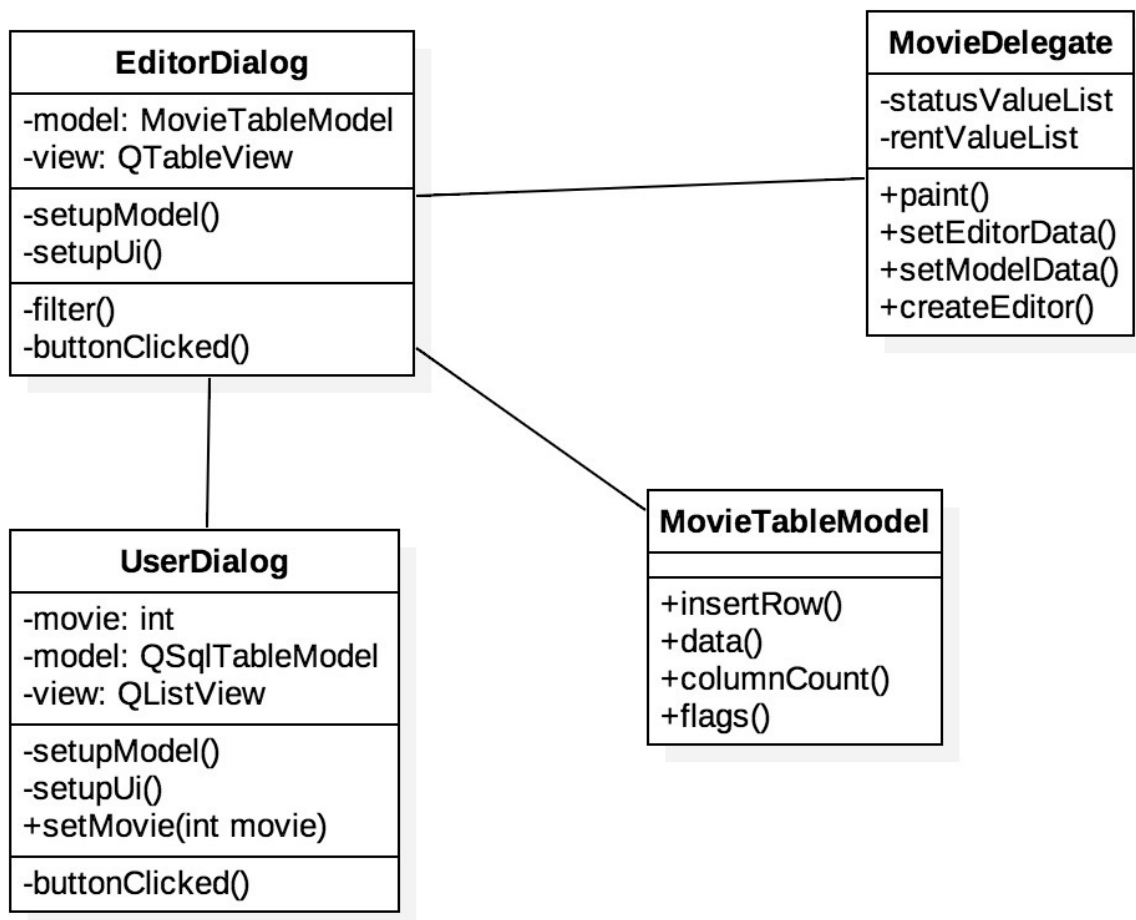 EditorDialog
-model: MovieTableModel
-view: QTableView
-setupModel()
-setupUi()
-filter()
-buttonClicked()
MovieDelegate
-statusValueList
-rentValueList
+paint()
+setEditorData()
+setModelData()
+createEditor()
UserDialog
-movie: int
-model: QSqlTableModel
-view: QListView
-setupModel()
-setupUi()
+setMovie(int movie)
-buttonClicked()
MovieTableModel
+insertRow()
+data()
+columnCount()
+flags()